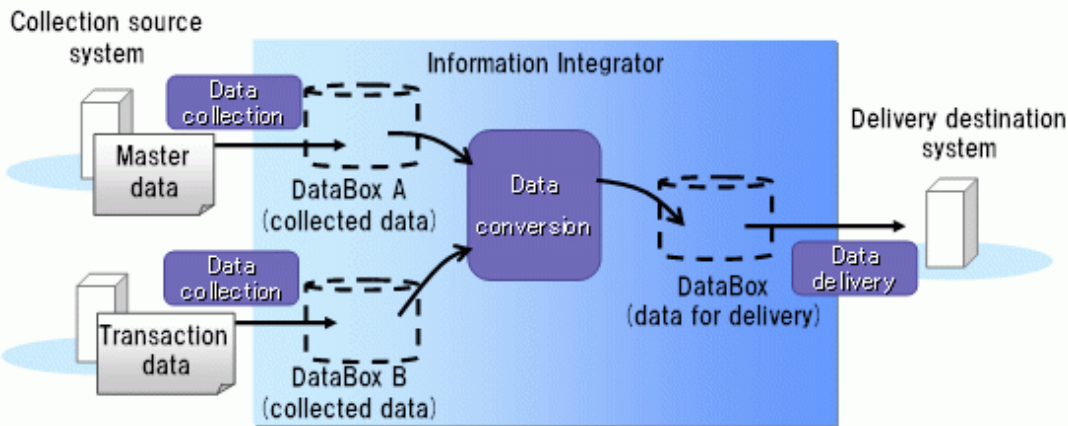 Collection source
system
Information Integrator
Data
collection
Master
data
DataBox A
(collected data)
Data
conversion
Delivery destination
system
Data
collection
Transaction
data
DataBox B
(collected data)
DataBox
(data for delivery)
Data
delivery